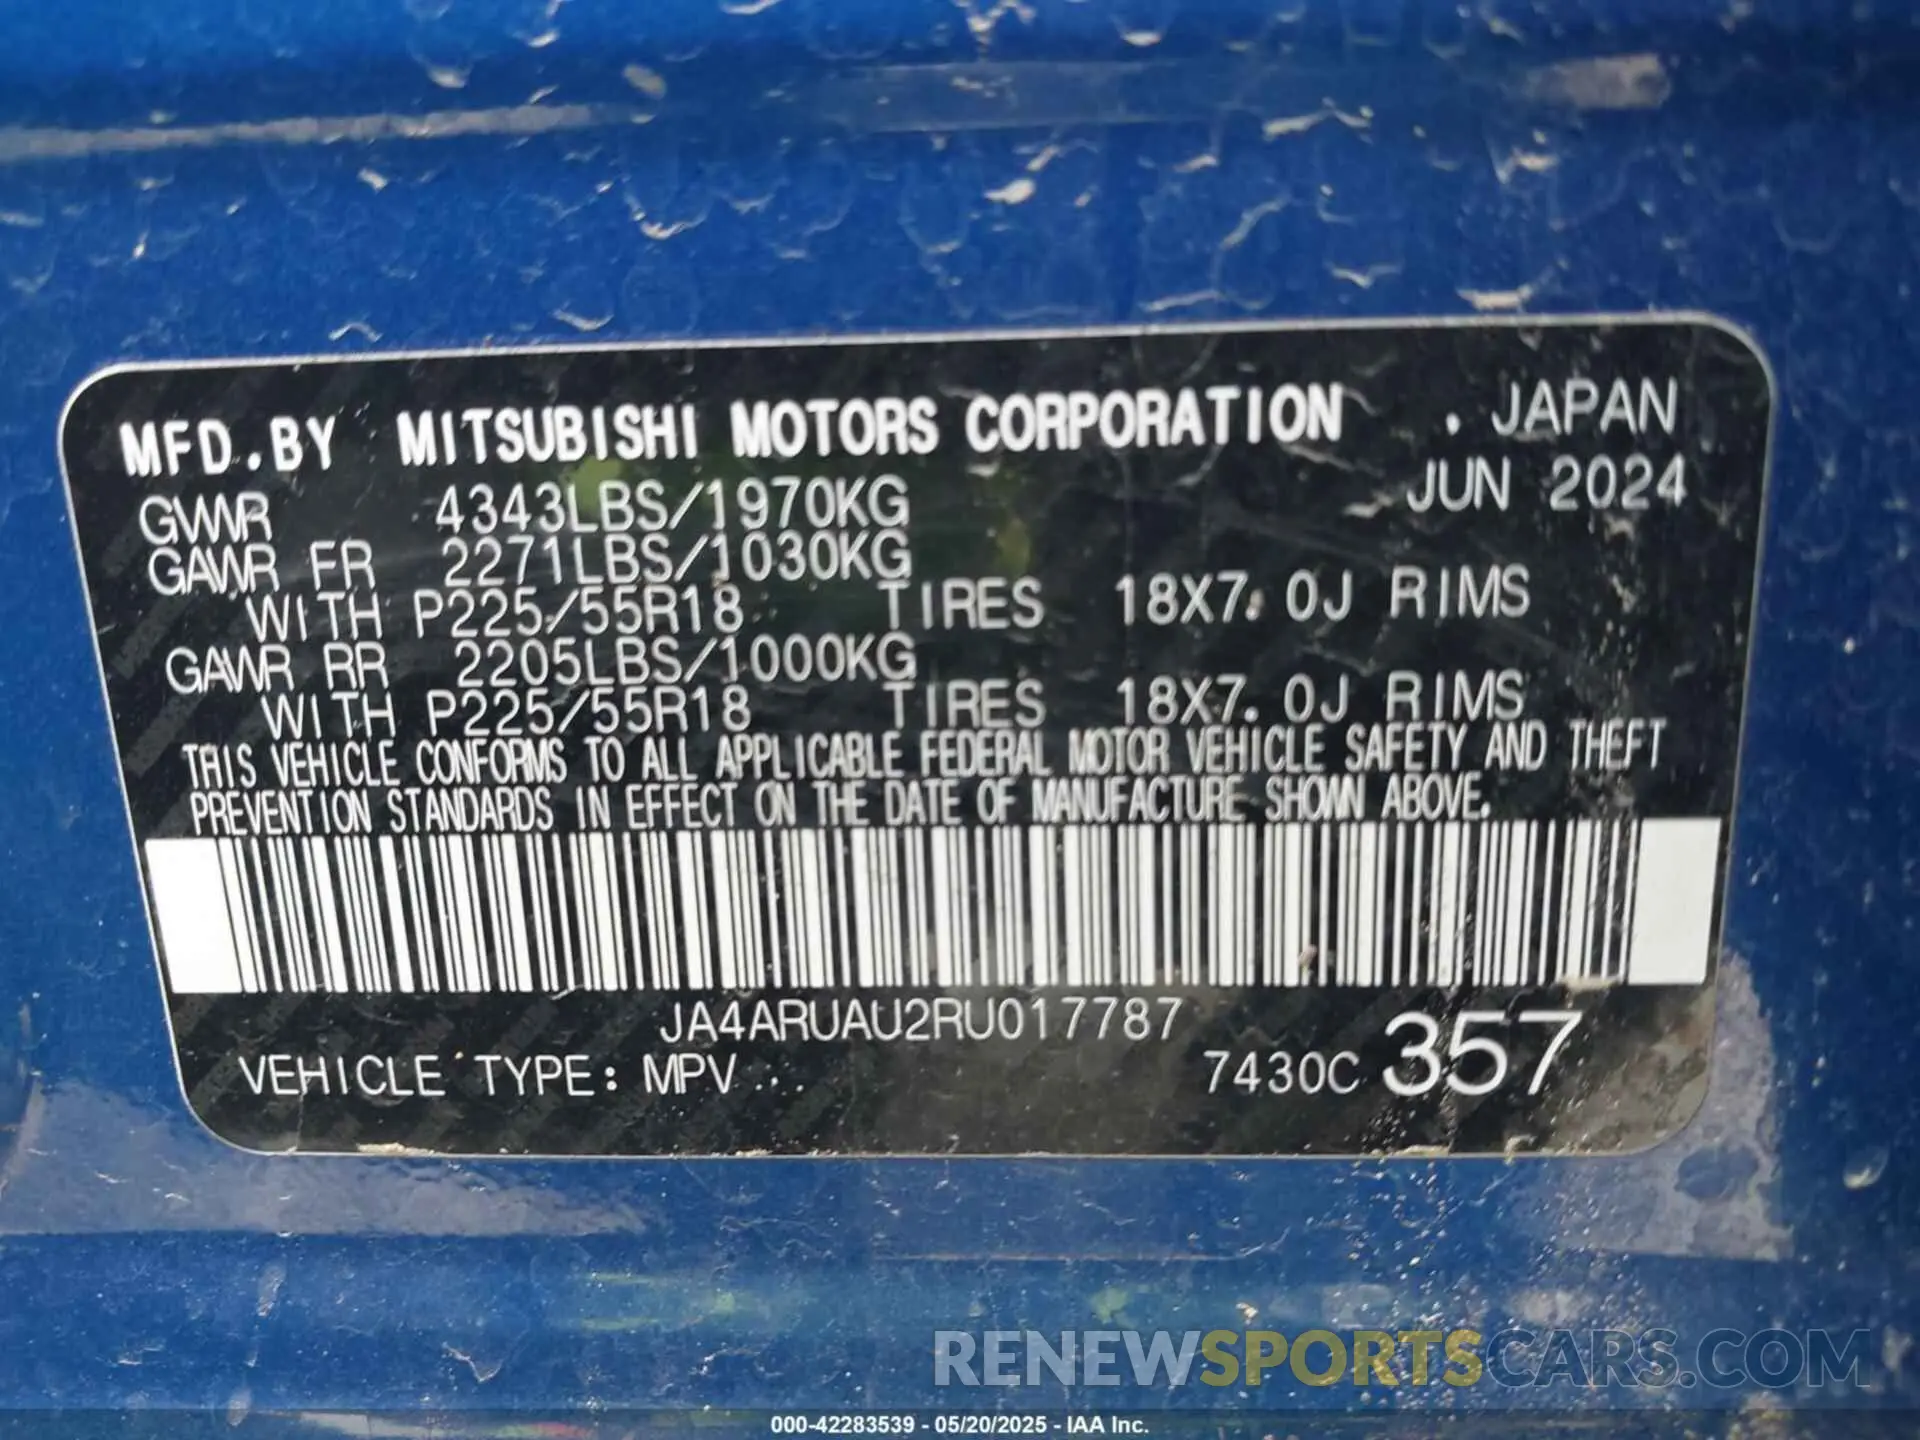 MFD.BY MITSUBISHI MOTORS CORPORATION . JAPAN
GVWR 4343LBS/1970KG JUN 2024
GAWR FR 2271LBS/1030KG
WITH P225/55R18 TIRES 18X7.0J RIMS
GAWR RR 2205LBS/1000KG
WITH P225/55R18 TIRES 18X7.0J RIMS
THIS VEHICLE CONFORMS TO ALL APPLICABLE FEDERAL MOTOR VEHICLE SAFETY AND THEFT
PREVENTION STANDARDS IN EFFECT ON THE DATE OF MANUFACTURE SHOWN ABOVE.
JA4ARUAU2RU017787
VEHICLE TYPE: MPV 7430C 357
RENEWSPORTSCARS.COM
000-42283539 - 05/20/2025 - IAA Inc.